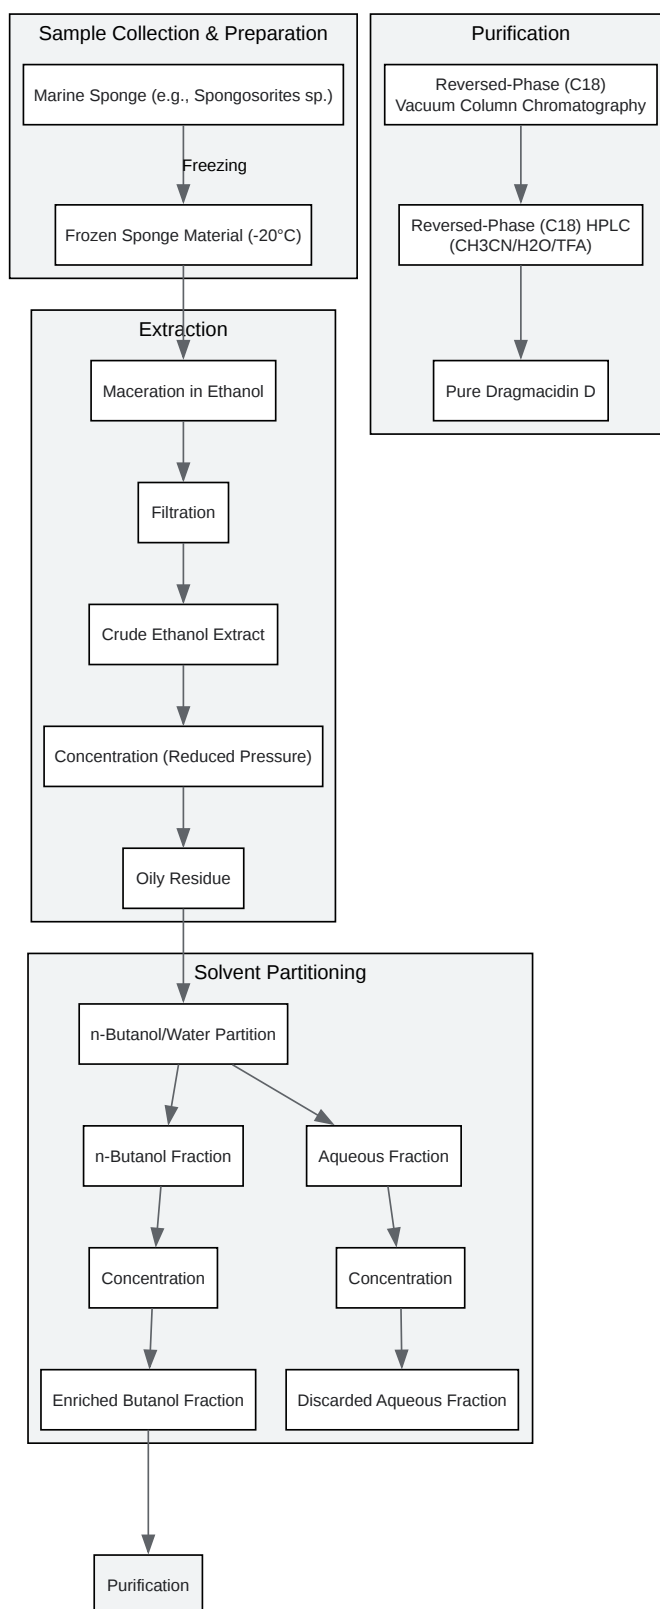 Sample Collection & Preparation
Marine Sponge (e.g., Spongosorites sp.)
Freezing
Frozen Sponge Material (-20°C)
Extraction
Maceration in Ethanol
Filtration
Crude Ethanol Extract
Concentration (Reduced Pressure)
Oily Residue
Solvent Partitioning
n-Butanol/Water Partition
n-Butanol Fraction
Aqueous Fraction
Concentration
Concentration
Enriched Butanol Fraction
Discarded Aqueous Fraction
Purification
Purification
Reversed-Phase (C18)
Vacuum Column Chromatography
Reversed-Phase (C18) HPLC
(CH3CN/H2O/TFA)
Pure Dragmacidin D